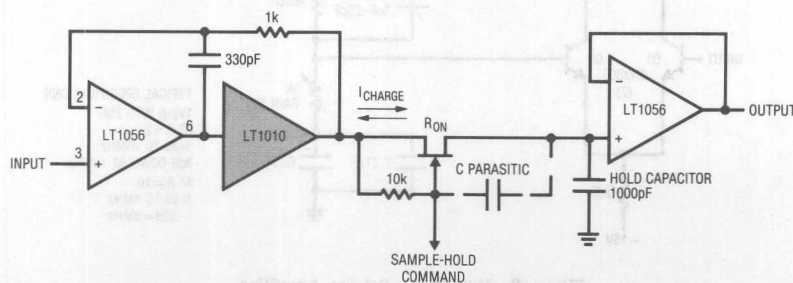 1k
330pF
2
LT1056
6
LT1010
3
INPUT
ICHARGE
RON
10k
C PARASITIC
SAMPLE-HOLD
COMMAND
LT1056
OUTPUT
HOLD CAPACITOR
1000pF